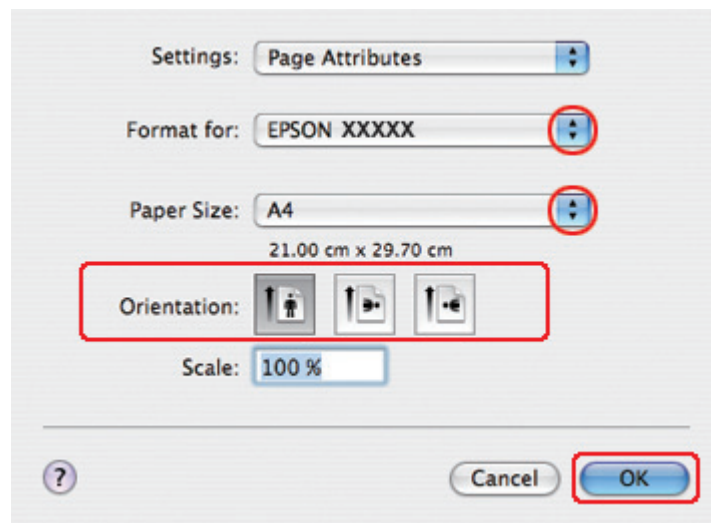 Settings: Page Attributes
Format for: EPSON XXXXX
Paper Size: A4
21.00 cm x 29.70 cm
Orientation:
Scale: 100 %
? Cancel OK